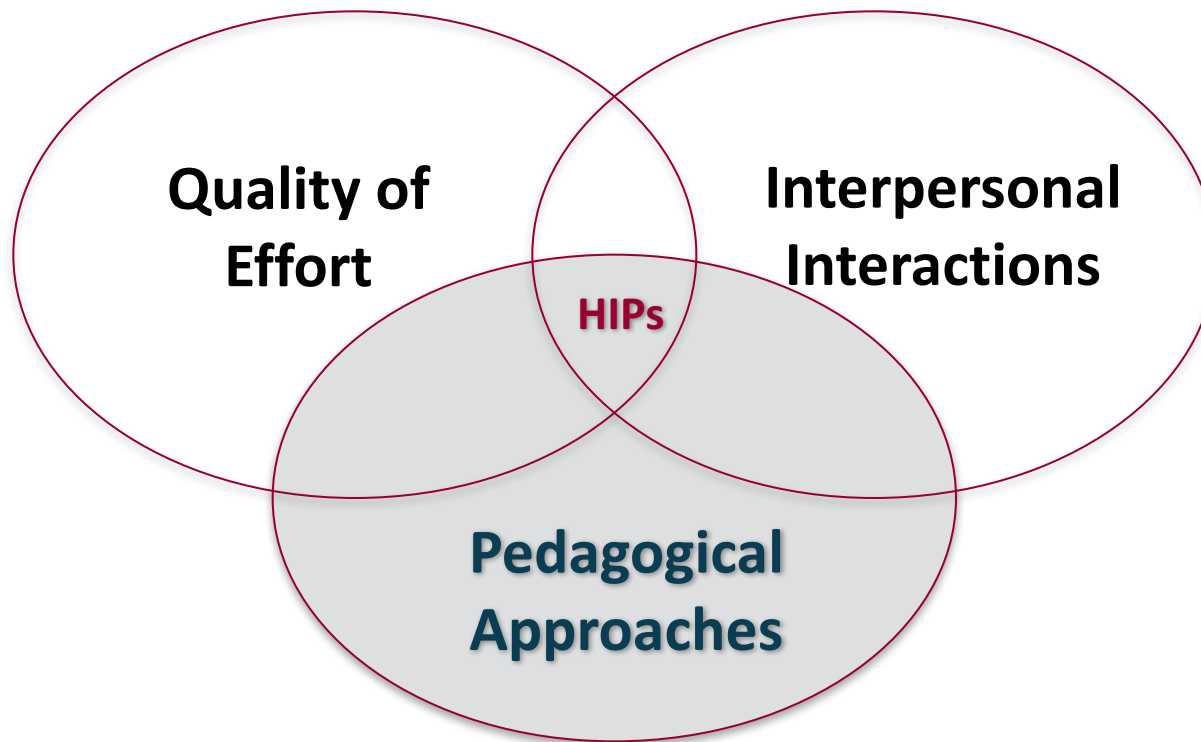 Quality of
Effort
Interpersonal
Interactions
HIPs
Pedagogical
Approaches